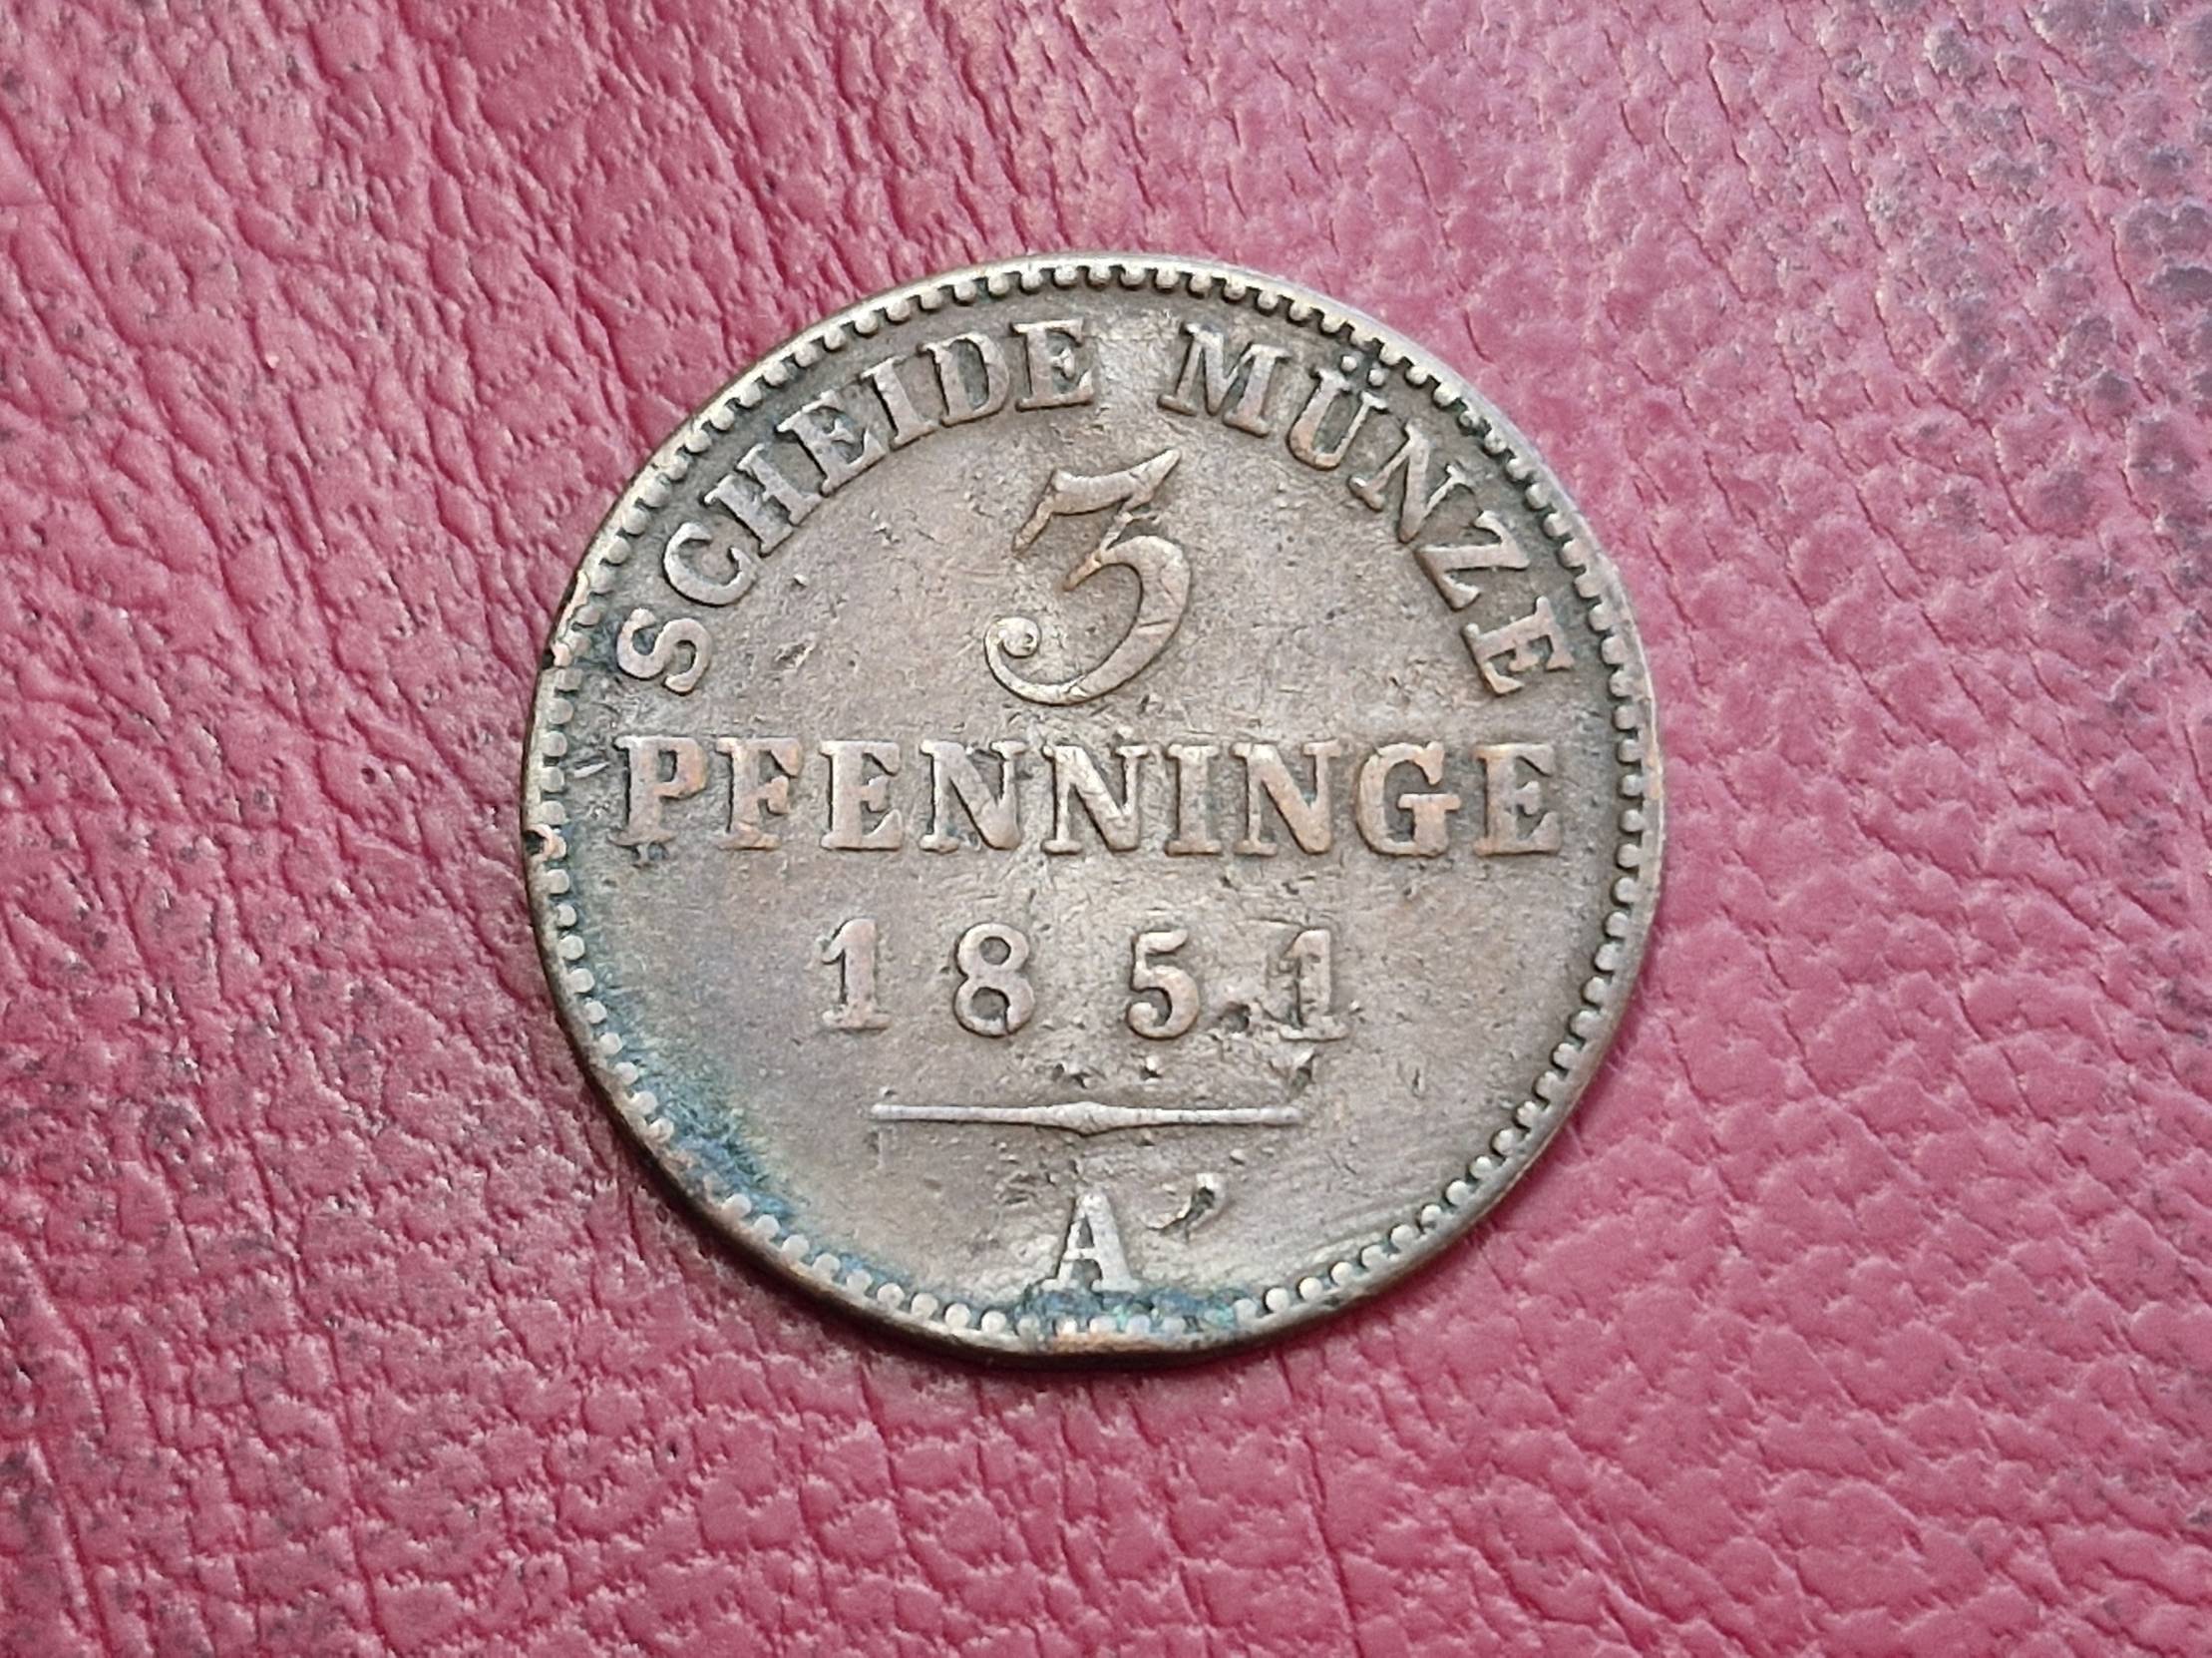 SCHEIDE MÜNZE
3
PFENNINGE
1851
A